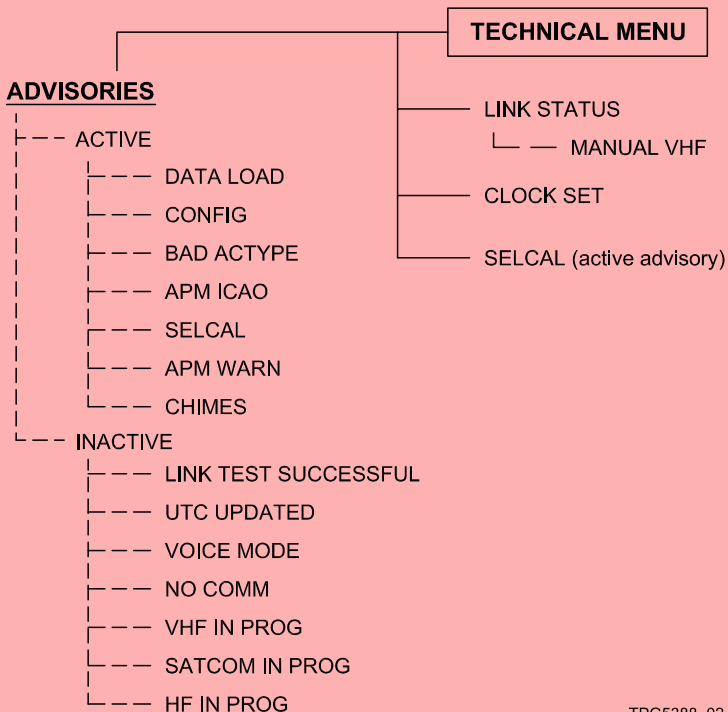 TECHNICAL MENU
ADVISORIES
LINK STATUS
ACTIVE
MANUAL VHF
DATA LOAD
CLOCK SET
CONFIG
BAD ACTYPE
SELCAL (active advisory)
APM ICAO
SELCAL
APM WARN
CHIMES
INACTIVE
LINK TEST SUCCESSFUL
UTC UPDATED
VOICE MODE
NO COMM
VHF IN PROG
SATCOM IN PROG
HF IN PROG